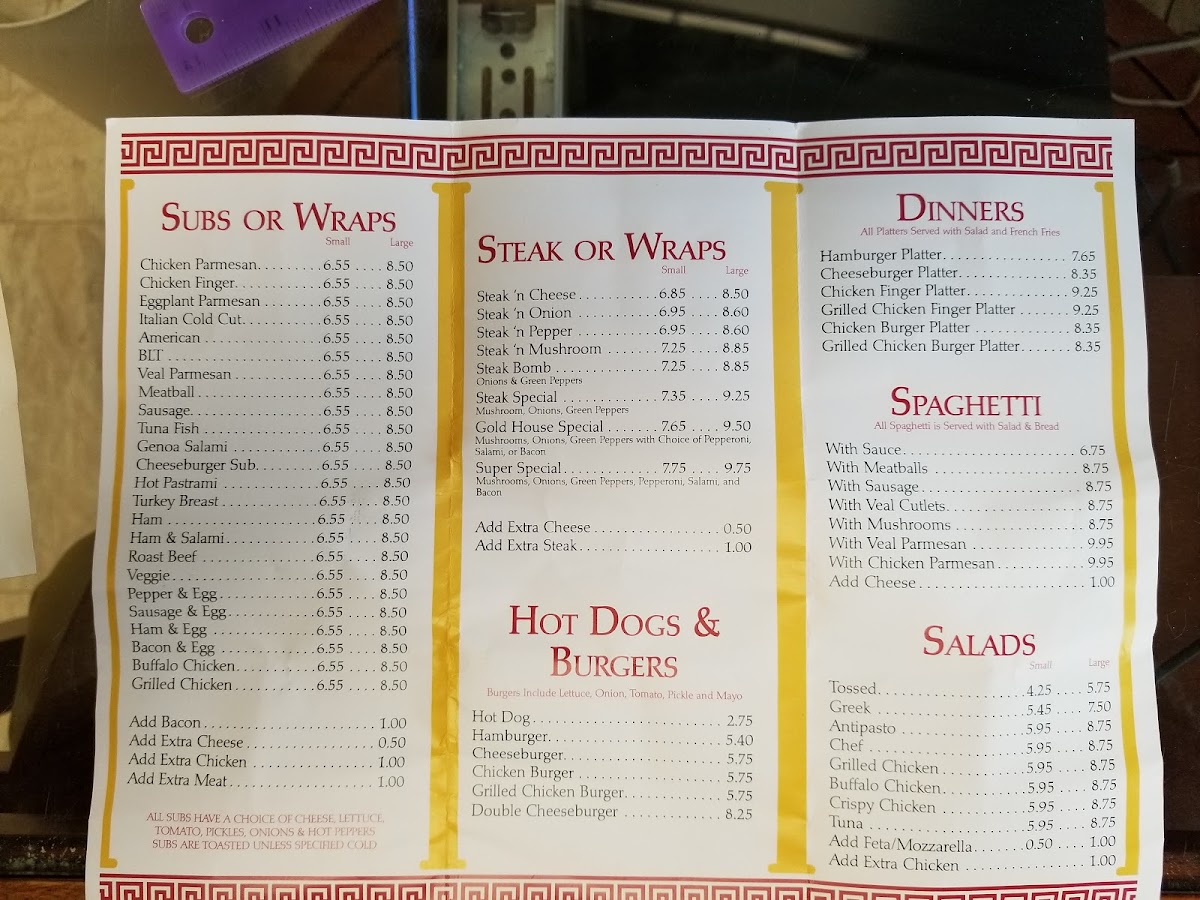 SUBS OR WRAPS
Small Large
Chicken Parmesan.........6.55....8.50
Chicken Finger.............6.55....8.50
Eggplant Parmesan.........6.55....8.50
Italian Cold Cut............6.55....8.50
American..................6.55....8.50
BLT......................6.55....8.50
Veal Parmesan.............6.55....8.50
Meatball..................6.55....8.50
Sausage...................6.55....8.50
Tuna Fish.................6.55....8.50
Genoa Salami..............6.55....8.50
Cheeseburger Sub..........6.55....8.50
Hot Pastrami..............6.55....8.50
Turkey Breast..............6.55....8.50
Ham......................6.55....8.50
Ham & Salami.............6.55....8.50
Roast Beef................6.55....8.50
Veggie....................6.55....8.50
Pepper & Egg..............6.55....8.50
Sausage & Egg.............6.55....8.50
Ham & Egg................6.55....8.50
Bacon & Egg...............6.55....8.50
Buffalo Chicken............6.55....8.50
Grilled Chicken............6.55....8.50
Add Bacon........................1.00
Add Extra Cheese..................0.50
Add Extra Chicken.................1.00
Add Extra Meat....................1.00
ALL SUBS HAVE A CHOICE OF CHEESE, LETTUCE,
TOMATO, PICKLES, ONIONS & HOT PEPPERS
SUBS ARE TOASTED UNLESS SPECIFIED COLD
STEAK OR WRAPS
Small Large
Steak 'n Cheese...........6.85....8.50
Steak 'n Onion............6.95....8.60
Steak 'n Pepper...........6.95....8.60
Steak 'n Mushroom.......7.25....8.85
Steak Bomb..............7.25....8.85
Onions & Green Peppers
Steak Special.............7.35....9.25
Mushroom, Onions, Green Peppers
Gold House Special.......7.65....9.50
Mushrooms, Onions, Green Peppers with Choice of Pepperoni,
Salami, or Bacon
Super Special.............7.75....9.75
Mushrooms, Onions, Green Peppers, Pepperoni, Salami, and
Bacon
Add Extra Cheese..................0.50
Add Extra Steak...................1.00
HOT DOGS &
BURGERS
Burgers Include Lettuce, Onion, Tomato, Pickle and Mayo
Hot Dog..........................2.75
Hamburger.......................5.40
Cheeseburger.....................5.75
Chicken Burger...................5.75
Grilled Chicken Burger.............5.75
Double Cheeseburger..............8.25
DINNERS
All Platters Served with Salad and French Fries
Hamburger Platter.................7.65
Cheeseburger Platter...............8.35
Chicken Finger Platter..............9.25
Grilled Chicken Finger Platter.......9.25
Chicken Burger Platter.............8.35
Grilled Chicken Burger Platter.......8.35
SPAGHETTI
All Spaghetti is Served with Salad & Bread
With Sauce.......................6.75
With Meatballs....................8.75
With Sausage.....................8.75
With Veal Cutlets..................8.75
With Mushrooms..................8.75
With Veal Parmesan...............9.95
With Chicken Parmesan............9.95
Add Cheese......................1.00
SALADS
Small Large
Tossed...................4.25....5.75
Greek....................5.45....7.50
Antipasto.................5.95....8.75
Chef.....................5.95....8.75
Grilled Chicken............5.95....8.75
Buffalo Chicken............5.95....8.75
Crispy Chicken............5.95....8.75
Tuna.....................5.95....8.75
Add Feta/Mozzarella.......0.50....1.00
Add Extra Chicken................1.00